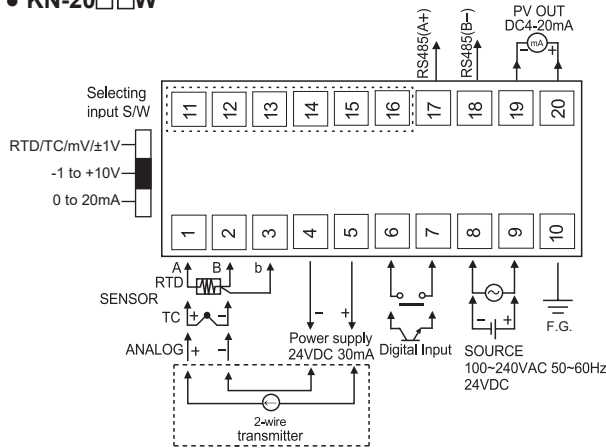 ● KN-20□□W
PV OUT
DC4-20mA
RS485(A+)
RS485(B-)
- mA +
Selecting
input S/W
11 12 13 14 15 16 17 18 19 20
RTD/TC/mV/±1V
-1 to +10V
0 to 20mA
1 2 3 4 5 6 7 8 9 10
A B b
RTD
SENSOR
TC + -
ANALOG + -
- +
Power supply
24VDC 30mA
Digital Input
- +
SOURCE
100~240VAC 50~60Hz
24VDC
F.G.
2-wire
transmitter